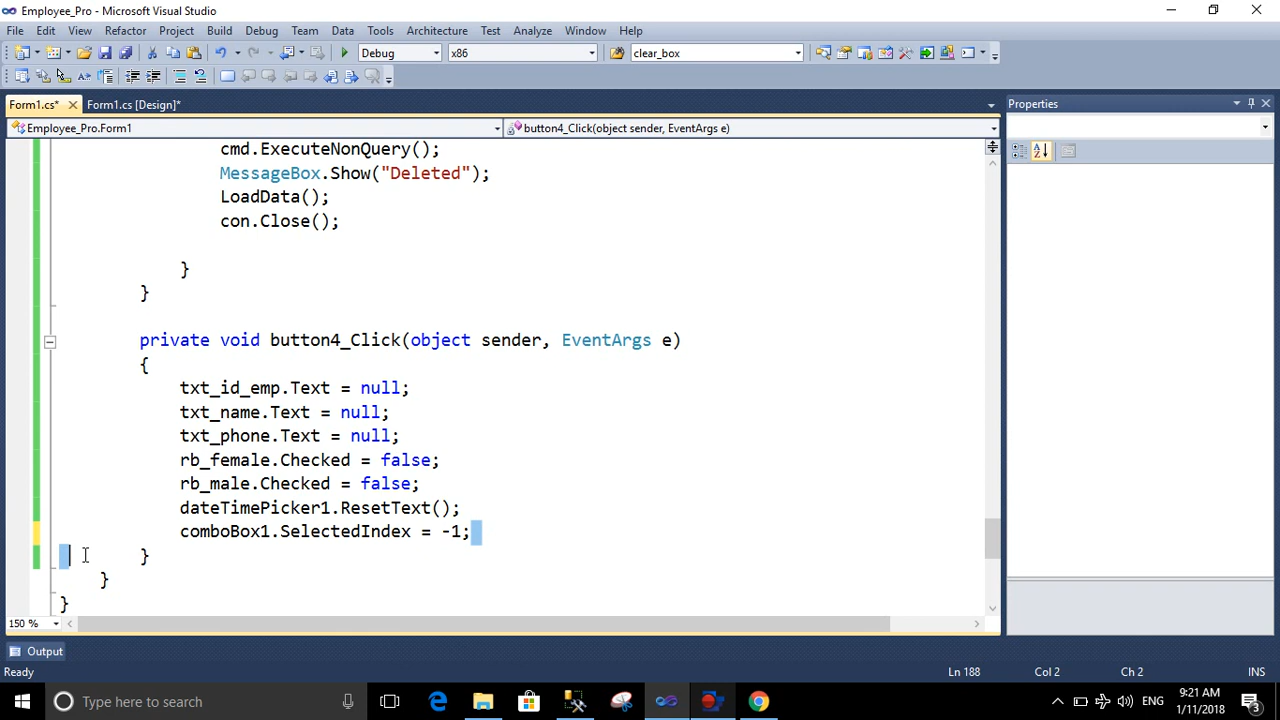 Employee_Pro - Microsoft Visual Studio
File Edit View Refactor Project Build Debug Team Data Tools Architecture Test Analyze Window Help
Debug x86 clear_box
Form1.cs* Form1.cs [Design]* Properties
Employee_Pro.Form1 button4_Click(object sender, EventArgs e)
cmd.ExecuteNonQuery();
MessageBox.Show("Deleted");
LoadData();
con.Close();
}
}
private void button4_Click(object sender, EventArgs e)
{
txt_id_emp.Text = null;
txt_name.Text = null;
txt_phone.Text = null;
rb_female.Checked = false;
rb_male.Checked = false;
dateTimePicker1.ResetText();
comboBox1.SelectedIndex = -1;
}
}
}
150 %
Output
Ready Ln 188 Col 2 Ch 2 INS
Type here to search ENG 9:21 AM
1/11/2018 3